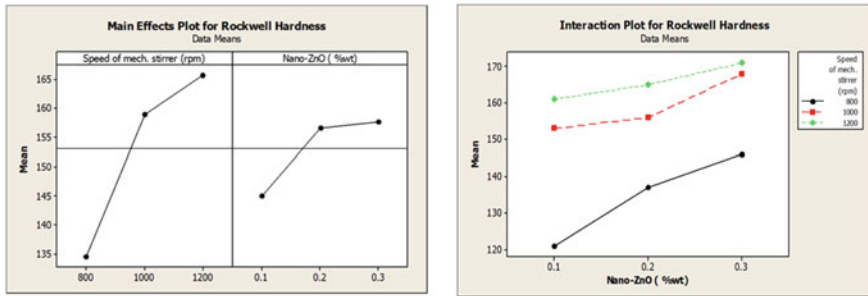 Main Effects Plot for Rockwell Hardness
Data Means
Speed of mech. stirrer (rpm) Nano-ZnO ( %wt)
Mean
165
160
155
150
145
140
135
800 1000 1200 0.1 0.2 0.3
Interaction Plot for Rockwell Hardness
Data Means
Mean
170
160
150
140
130
120
0.1 0.2 0.3
Nano-ZnO ( %wt)
Speed
of mech.
stirrer
(rpm)
800
1000
1200